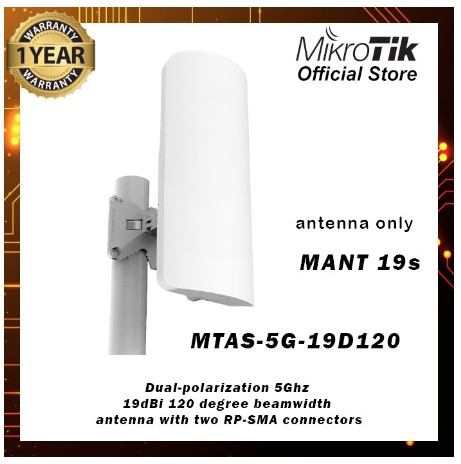 WARRANTY
1 YEAR
WARRANTY
MikroTik
Official Store
antenna only
MANT 19s
MTAS-5G-19D120
Dual-polarization 5Ghz
19dBi 120 degree beamwidth
antenna with two RP-SMA connectors